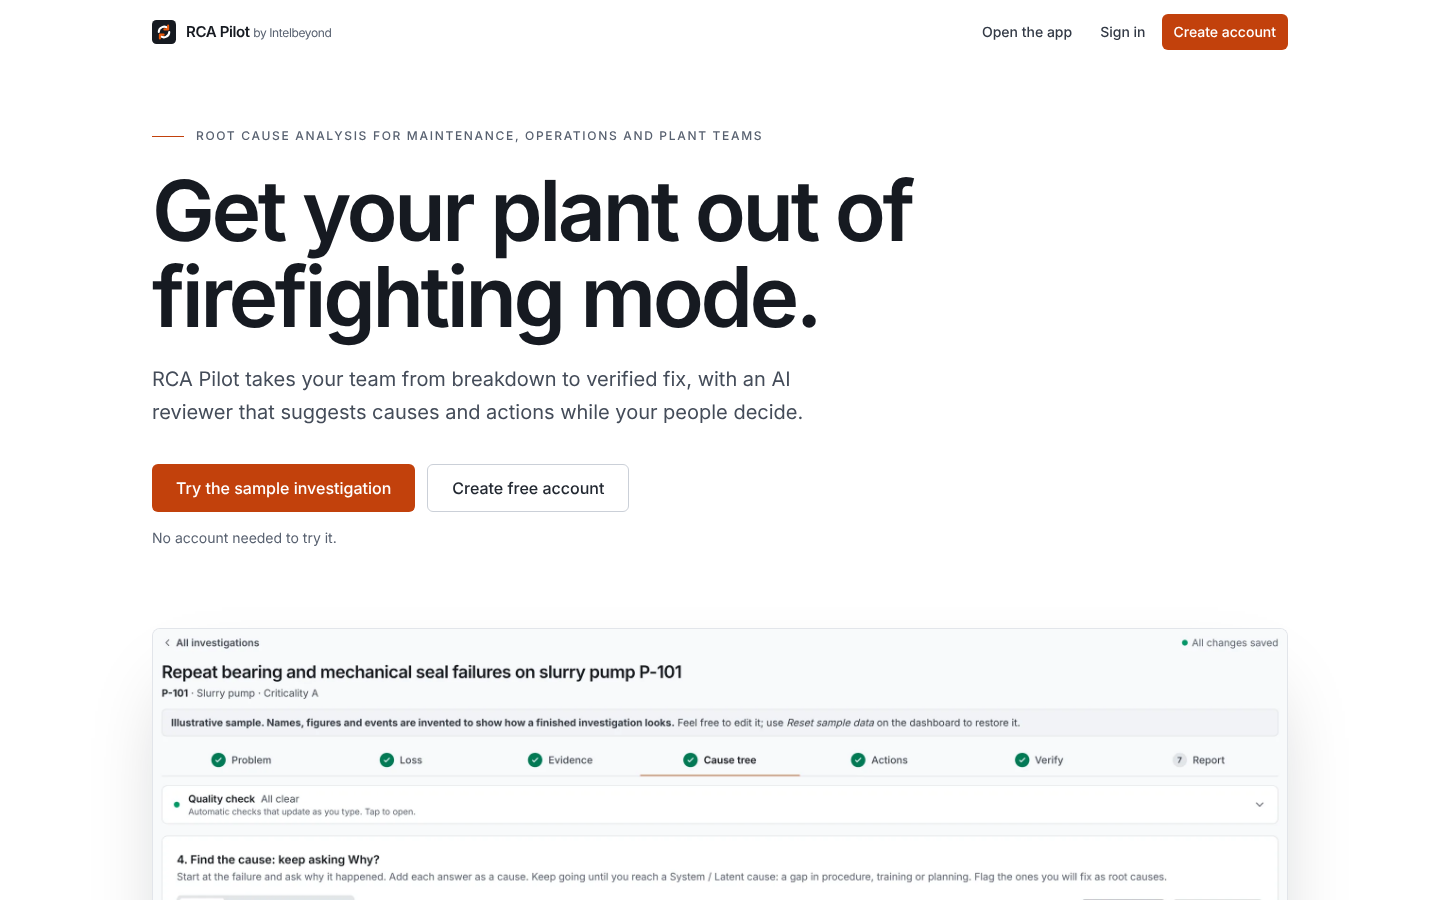 RCA Pilot by Intelbeyond
Open the app
Sign in
Create account
ROOT CAUSE ANALYSIS FOR MAINTENANCE, OPERATIONS AND PLANT TEAMS
Get your plant out of
firefighting mode.
RCA Pilot takes your team from breakdown to verified fix, with an AI
reviewer that suggests causes and actions while your people decide.
Try the sample investigation
Create free account
No account needed to try it.
All investigations
All changes saved
Repeat bearing and mechanical seal failures on slurry pump P-101
P-101 · Slurry pump · Criticality A
Illustrative sample. Names, figures and events are invented to show how a finished investigation looks. Feel free to edit it; use Reset sample data on the dashboard to restore it.
Problem
Loss
Evidence
Cause tree
Actions
Verify
7 Report
Quality check All clear
Automatic checks that update as you type. Tap to open.
4. Find the cause: keep asking Why?
Start at the failure and ask why it happened. Add each answer as a cause. Keep going until you reach a System / Latent cause: a gap in procedure, training or planning. Flag the ones you will fix as root causes.